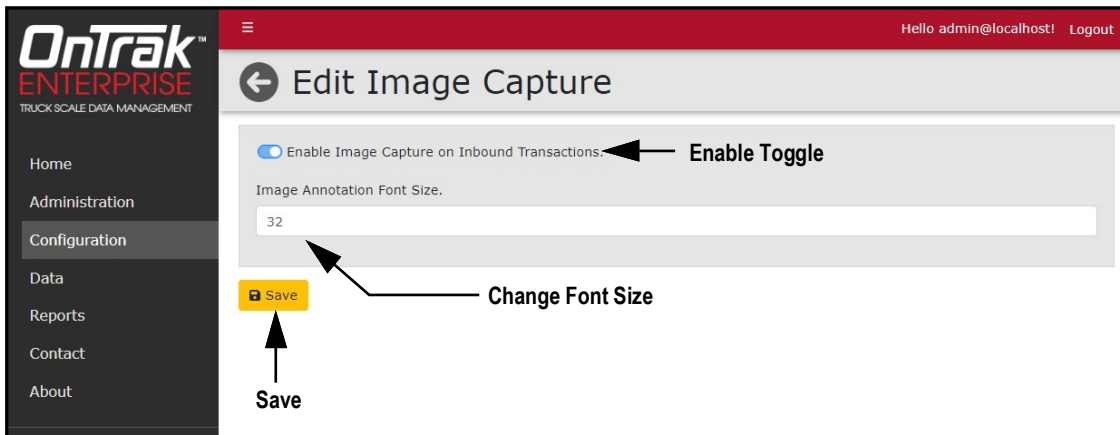 OnTrak™
ENTERPRISE
TRUCK SCALE DATA MANAGEMENT
Home
Administration
Configuration
Data
Reports
Contact
About
Hello admin@localhost! Logout
Edit Image Capture
Enable Image Capture on Inbound Transactions.
Enable Toggle
Image Annotation Font Size.
32
Change Font Size
Save
Save